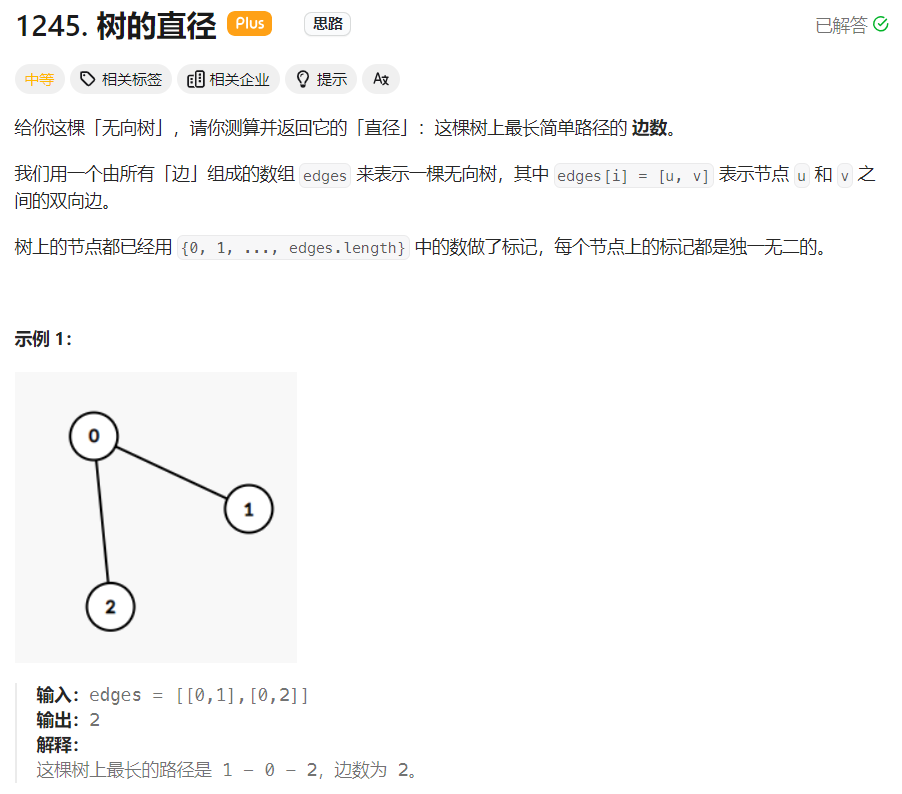 1245. 树的直径 Plus 思路 已解答
中等 相关标签 相关企业 提示 Aż
给你这棵「无向树」，请你测算并返回它的「直径」：这棵树上最长简单路径的 边数。
我们用一个由所有「边」组成的数组 edges 来表示一棵无向树，其中 edges[i] = [u, v] 表示节点 u 和 v 之
间的双向边。
树上的节点都已经用 {0, 1, ..., edges.length} 中的数做了标记，每个节点上的标记都是独一无二的。
示例 1：
0
1
2
输入：edges = [[0,1],[0,2]]
输出：2
解释：
这棵树上最长的路径是 1 - 0 - 2，边数为 2。